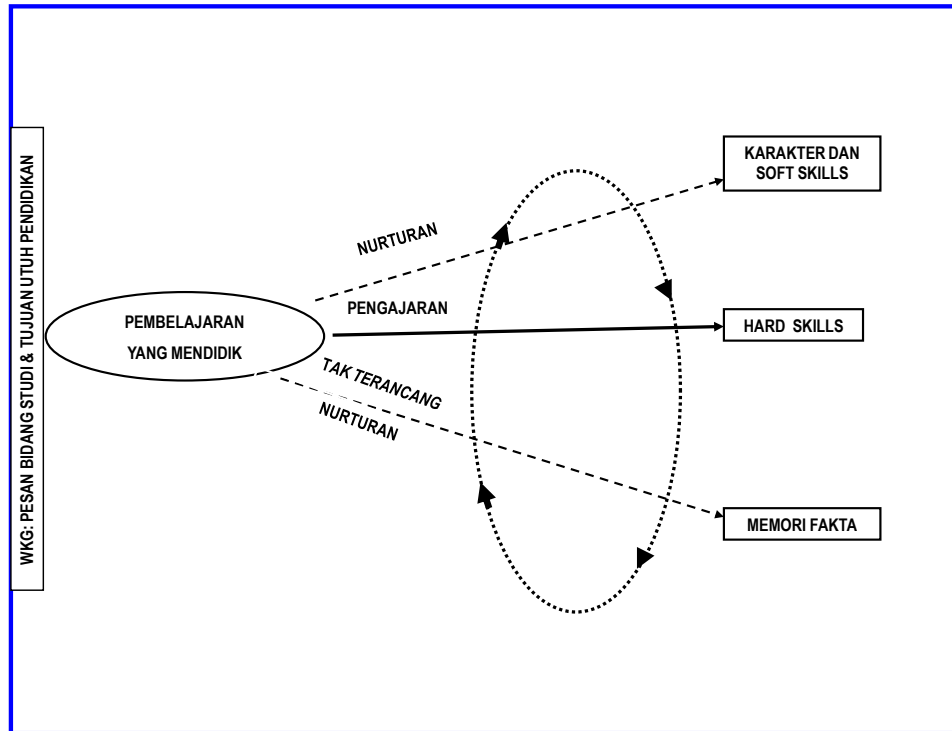 WKG: PESAN BIDANG STUDI & TUJUAN UTUH PENDIDIKAN
KARAKTER DAN
SOFT SKILLS
NURTURAN
PENGAJARAN
PEMBELAJARAN
YANG MENDIDIK
HARD SKILLS
TAK TERANCANG
NURTURAN
MEMORI FAKTA